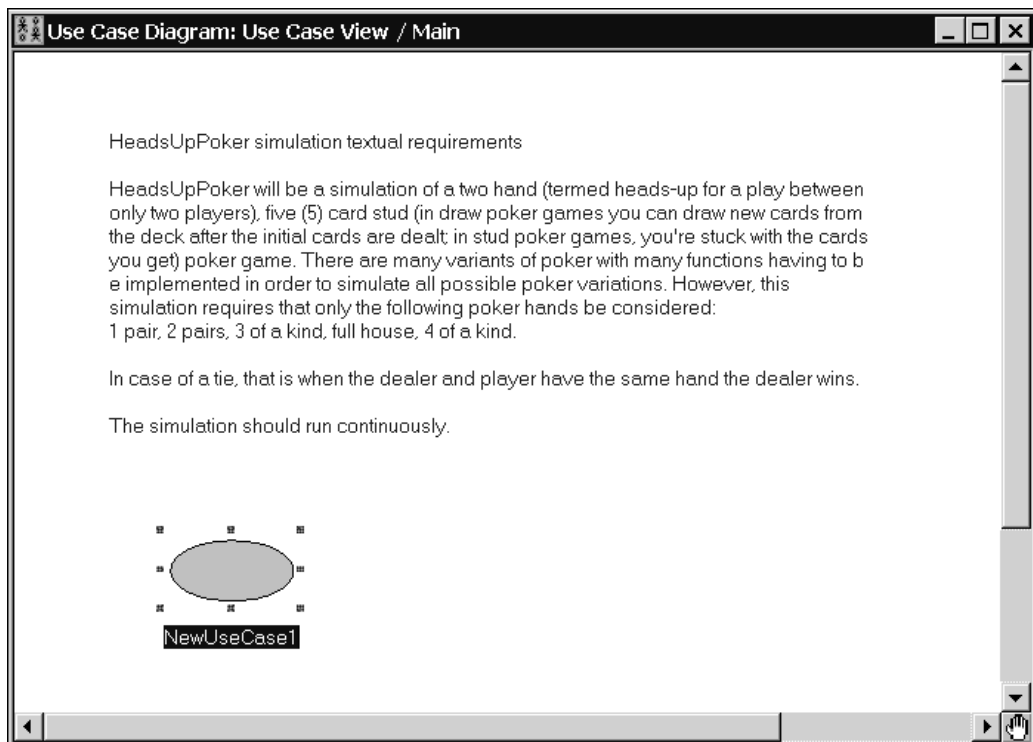 Use Case Diagram: Use Case View / Main
HeadsUpPoker simulation textual requirements
HeadsUpPoker will be a simulation of a two hand (termed heads-up for a play between
only two players), five (5) card stud (in draw poker games you can draw new cards from
the deck after the initial cards are dealt; in stud poker games, you're stuck with the cards
you get) poker game. There are many variants of poker with many functions having to b
e implemented in order to simulate all possible poker variations. However, this
simulation requires that only the following poker hands be considered:
1 pair, 2 pairs, 3 of a kind, full house, 4 of a kind.
In case of a tie, that is when the dealer and player have the same hand the dealer wins.
The simulation should run continuously.
NewUseCase1